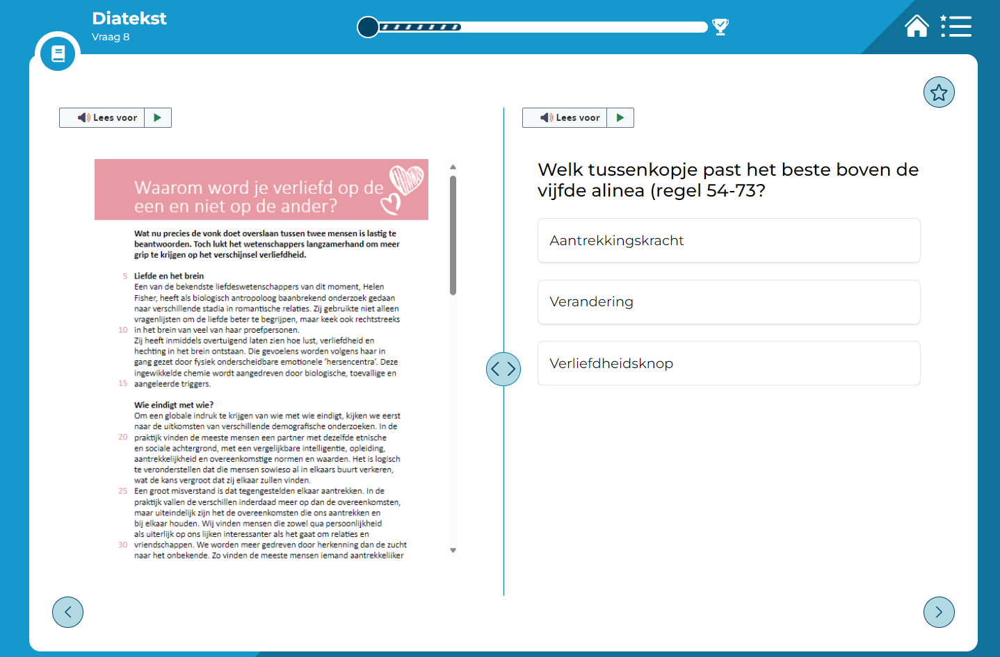 Diatekst
Vraag 8
Lees voor
Waarom word je verliefd op de
een en niet op de ander?
Wat nu precies de vonk doet overslaan tussen twee mensen is lastig te
beantwoorden. Toch lukt het wetenschappers langzamerhand om meer
grip te krijgen op het verschijnsel verliefdheid.
5 Liefde en het brein
Een van de bekendste liefdeswetenschappers van dit moment, Helen
Fisher, heeft als biologisch antropoloog baanbrekend onderzoek gedaan
naar verschillende stadia in romantische relaties. Zij gebruikte niet alleen
vragenlijsten om de liefde beter te begrijpen, maar keek ook rechtstreeks
10 in het brein van veel van haar proefpersonen.
Zij heeft inmiddels overtuigend laten zien hoe lust, verliefdheid en
hechting in het brein ontstaan. Die gevoelens worden volgens haar in
gang gezet door fysiek onderscheidbare emotionele ‘hersencentra’. Deze
ingewikkelde chemie wordt aangedreven door biologische, toevallige en
15 aangeleerde triggers.
Wie eindigt met wie?
Om een globale indruk te krijgen van wie met wie eindigt, kijken we eerst
naar de uitkomsten van verschillende demografische onderzoeken. In de
20 praktijk vinden de meeste mensen een partner met dezelfde etnische
en sociale achtergrond, met een vergelijkbare intelligentie, opleiding,
aantrekkelijkheid en overeenkomstige normen en waarden. Het is logisch
te veronderstellen dat die mensen sowieso al in elkaars buurt verkeren,
wat de kans vergroot dat zij elkaar zullen vinden.
25 Een groot misverstand is dat tegengestelden elkaar aantrekken. In de
praktijk vallen de verschillen inderdaad meer op dan de overeenkomsten,
maar uiteindelijk zijn het de overeenkomsten die ons aantrekken en
bij elkaar houden. Wij vinden mensen die zowel qua persoonlijkheid
als uiterlijk op ons lijken interessanter als het gaat om relaties en
30 vriendschappen. We worden meer gedreven door herkenning dan de zucht
naar het onbekende. Zo vinden de meeste mensen iemand aantrekkelijker
Lees voor
Welk tussenkopje past het beste boven de
vijfde alinea (regel 54-73?
Aantrekkingskracht
Verandering
Verliefdheidsknop